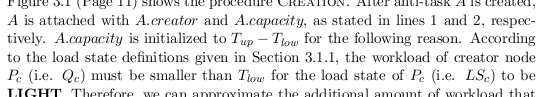 Figure 3.1 (Page 11) shows the procedure CREATION. After anti-task A is created,
A is attached with A.creator and A.capacity, as stated in lines 1 and 2, respec-
tively. A.capacity is initialized to T_up − T_low for the following reason. According
to the load state definitions given in Section 3.1.1, the workload of creator node
P_c (i.e. Q_c) must be smaller than T_low for the load state of P_c (i.e. LS_c) to be
LIGHT. Therefore, we can approximate the additional amount of workload that